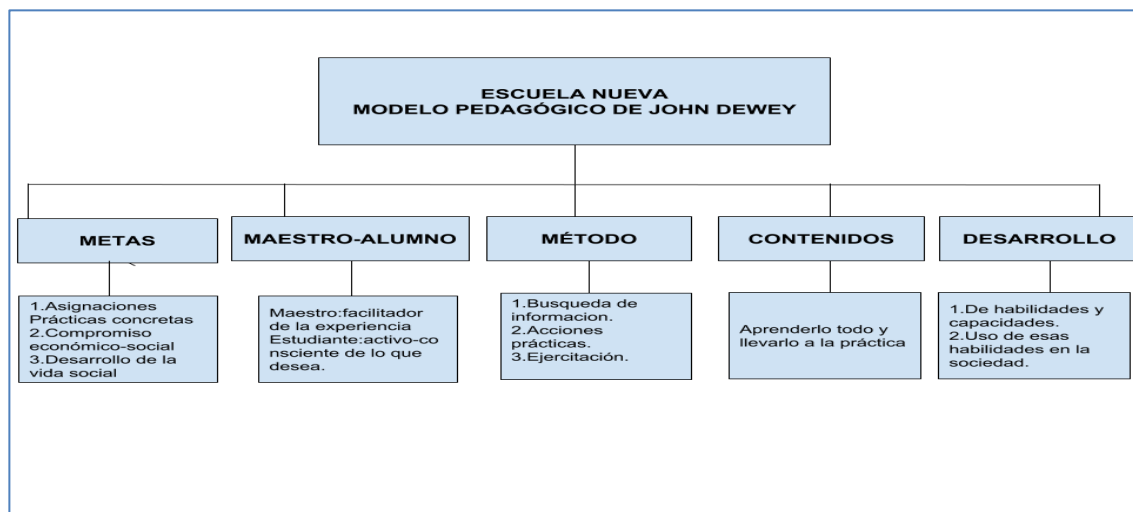 ESCUELA NUEVA
MODELO PEDAGÓGICO DE JOHN DEWEY
METAS
MAESTRO-ALUMNO
MÉTODO
CONTENIDOS
DESARROLLO
1.Asignaciones
Prácticas concretas
2.Compromiso
económico-social
3.Desarrollo de la
vida social
Maestro:facilitador
de la experiencia
Estudiante:activo-co
nsciente de lo que
desea.
1.Busqueda de
informacion.
2.Acciones
prácticas.
3.Ejercitación.
Aprenderlo todo y
llevarlo a la práctica
1.De habilidades y
capacidades.
2.Uso de esas
habilidades en la
sociedad.